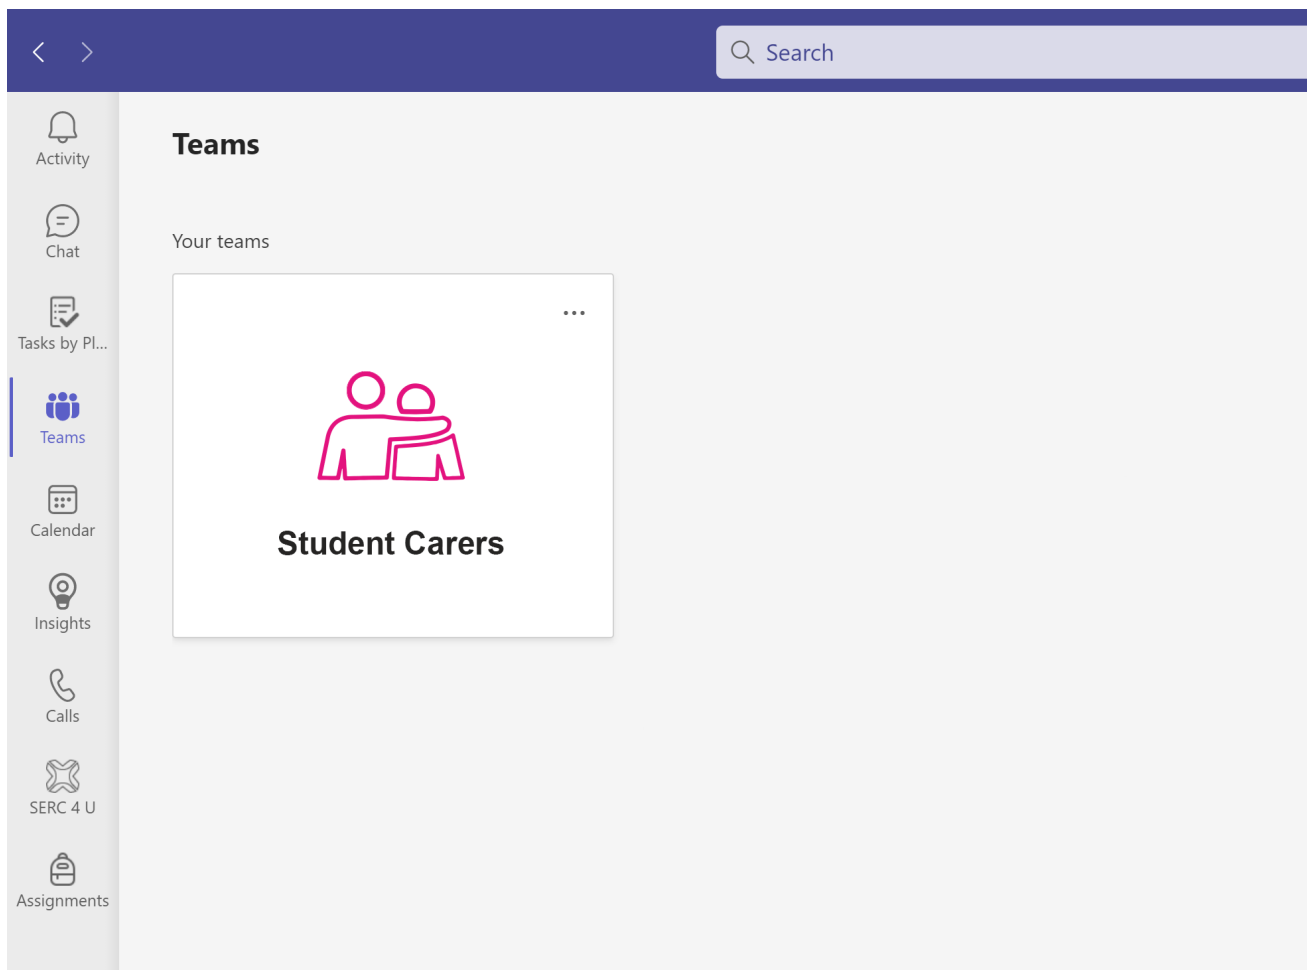 Search
Activity
Chat
Tasks by Pl...
Teams
Calendar
Insights
Calls
SERC 4 U
Assignments
Teams
Your teams
Student Carers